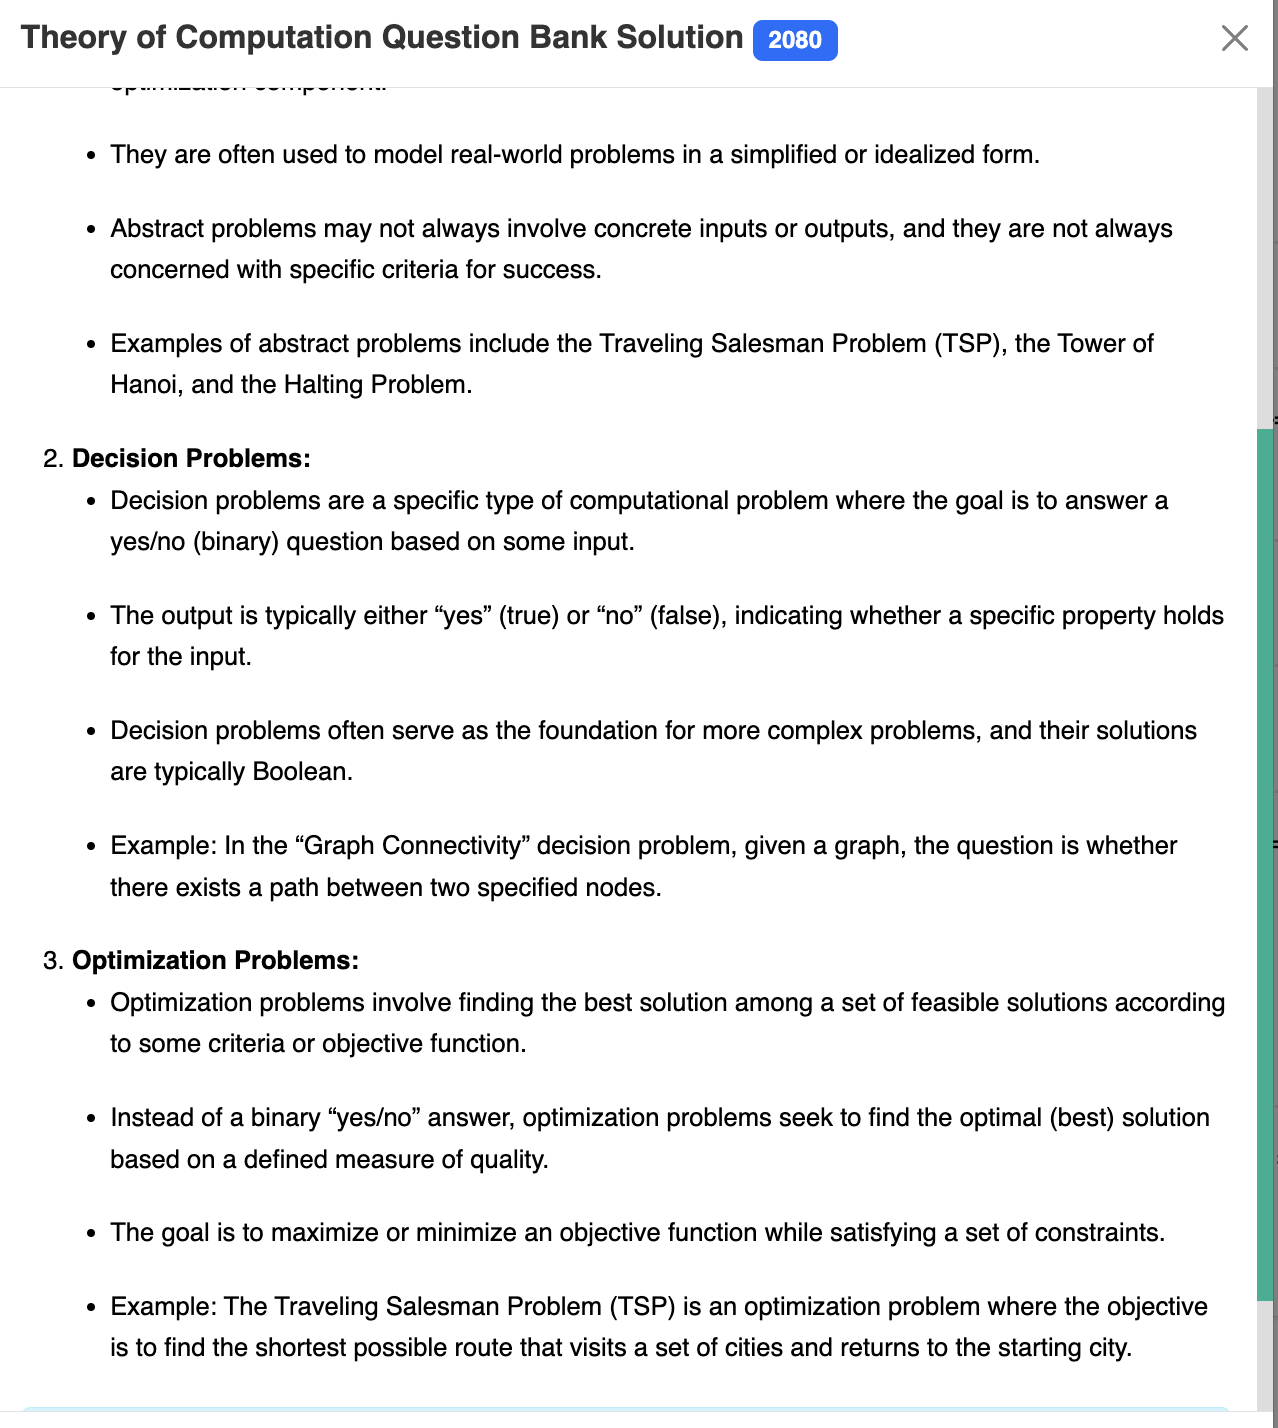 Theory of Computation Question Bank Solution 2080
optimization component.
• They are often used to model real-world problems in a simplified or idealized form.
• Abstract problems may not always involve concrete inputs or outputs, and they are not always
concerned with specific criteria for success.
• Examples of abstract problems include the Traveling Salesman Problem (TSP), the Tower of
Hanoi, and the Halting Problem.
2. Decision Problems:
• Decision problems are a specific type of computational problem where the goal is to answer a
yes/no (binary) question based on some input.
• The output is typically either “yes” (true) or “no” (false), indicating whether a specific property holds
for the input.
• Decision problems often serve as the foundation for more complex problems, and their solutions
are typically Boolean.
• Example: In the “Graph Connectivity” decision problem, given a graph, the question is whether
there exists a path between two specified nodes.
3. Optimization Problems:
• Optimization problems involve finding the best solution among a set of feasible solutions according
to some criteria or objective function.
• Instead of a binary “yes/no” answer, optimization problems seek to find the optimal (best) solution
based on a defined measure of quality.
• The goal is to maximize or minimize an objective function while satisfying a set of constraints.
• Example: The Traveling Salesman Problem (TSP) is an optimization problem where the objective
is to find the shortest possible route that visits a set of cities and returns to the starting city.